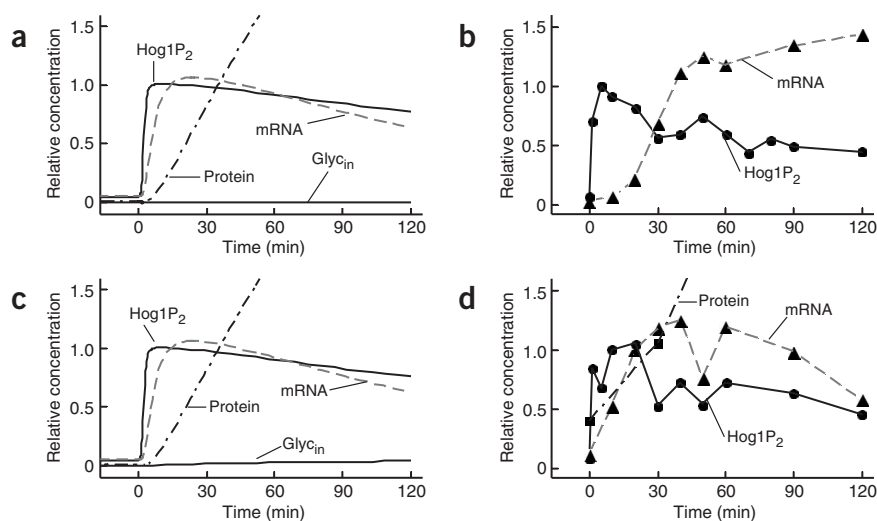 a
Relative concentration
1.5
1.0
0.5
0
Hog1P2
mRNA
Protein
Glycin
0 30 60 90 120
Time (min)
b
Relative concentration
1.5
1.0
0.5
0
mRNA
Hog1P2
0 30 60 90 120
Time (min)
c
Relative concentration
1.5
1.0
0.5
0
Hog1P2
mRNA
Protein
Glycin
0 30 60 90 120
Time (min)
d
Relative concentration
1.5
1.0
0.5
0
Protein
mRNA
Hog1P2
0 30 60 90 120
Time (min)